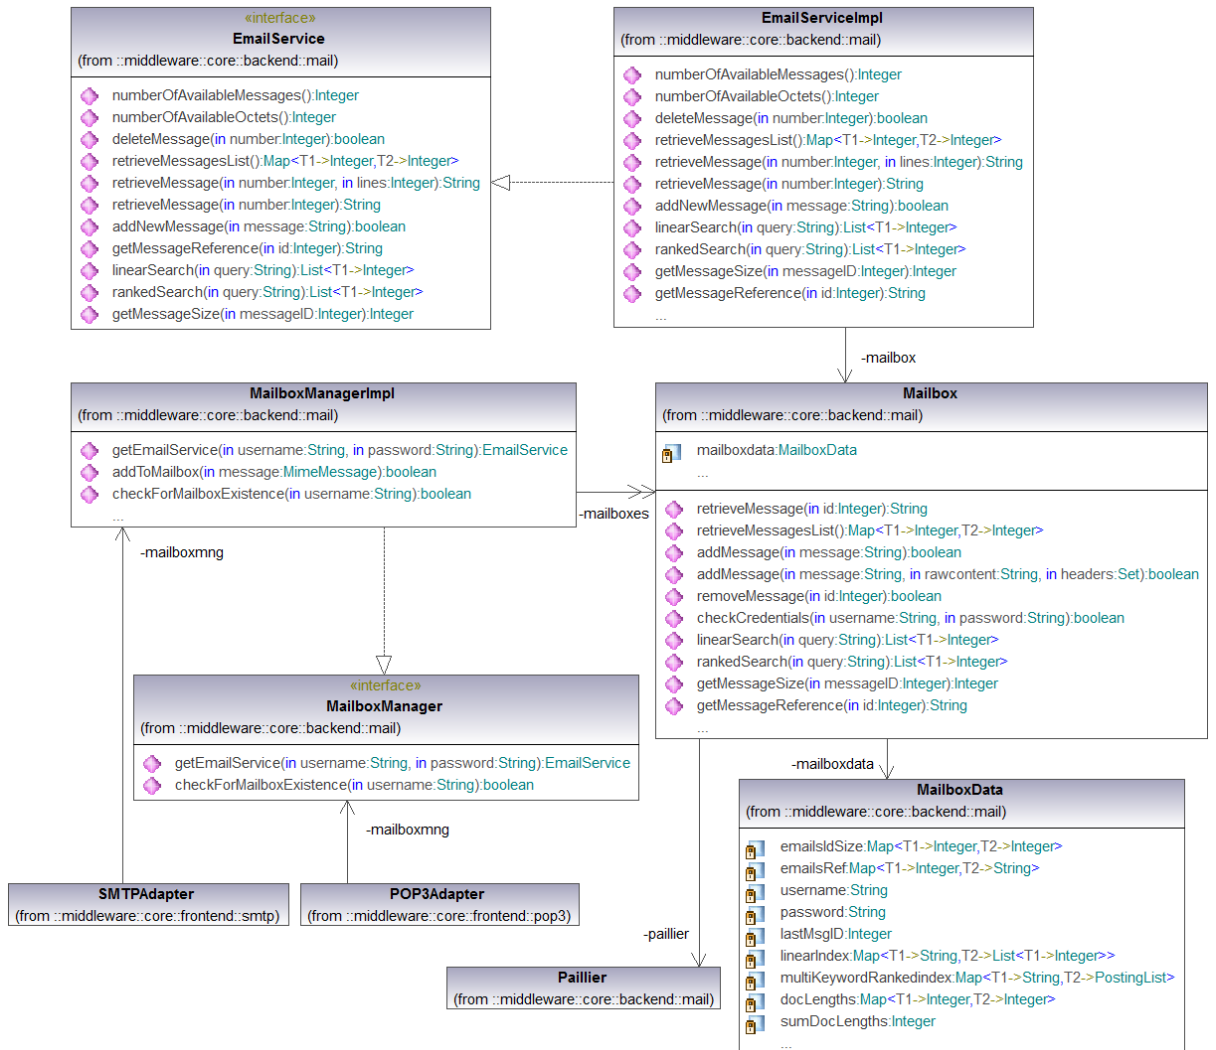 «interface»
EmailService
(from ::middleware::core::backend::mail)
numberOfAvailableMessages():Integer
numberOfAvailableOctets():Integer
deleteMessage(in number:Integer):boolean
retrieveMessagesList():Map<T1->Integer,T2->Integer>
retrieveMessage(in number:Integer, in lines:Integer):String
retrieveMessage(in number:Integer):String
addNewMessage(in message:String):boolean
getMessageReference(in id:Integer):String
linearSearch(in query:String):List<T1->Integer>
rankedSearch(in query:String):List<T1->Integer>
getMessageSize(in messageID:Integer):Integer
EmailServiceImpl
(from ::middleware::core::backend::mail)
numberOfAvailableMessages():Integer
numberOfAvailableOctets():Integer
deleteMessage(in number:Integer):boolean
retrieveMessagesList():Map<T1->Integer,T2->Integer>
retrieveMessage(in number:Integer, in lines:Integer):String
retrieveMessage(in number:Integer):String
addNewMessage(in message:String):boolean
linearSearch(in query:String):List<T1->Integer>
rankedSearch(in query:String):List<T1->Integer>
getMessageSize(in messageID:Integer):Integer
getMessageReference(in id:Integer):String
...
-mailbox
MailboxManagerImpl
(from ::middleware::core::backend::mail)
getEmailService(in username:String, in password:String):EmailService
addToMailbox(in message:MimeMessage):boolean
checkForMailboxExistence(in username:String):boolean
...
-mailboxes
-mailboxmng
Mailbox
(from ::middleware::core::backend::mail)
mailboxdata:MailboxData
...
retrieveMessage(in id:Integer):String
retrieveMessagesList():Map<T1->Integer,T2->Integer>
addMessage(in message:String):boolean
addMessage(in message:String, in rawcontent:String, in headers:Set):boolean
removeMessage(in id:Integer):boolean
checkCredentials(in username:String, in password:String):boolean
linearSearch(in query:String):List<T1->Integer>
rankedSearch(in query:String):List<T1->Integer>
getMessageSize(in messageID:Integer):Integer
getMessageReference(in id:Integer):String
...
«interface»
MailboxManager
(from ::middleware::core::backend::mail)
getEmailService(in username:String, in password:String):EmailService
checkForMailboxExistence(in username:String):boolean
-mailboxmng
-mailboxdata
MailboxData
(from ::middleware::core::backend::mail)
emailsIdSize:Map<T1->Integer,T2->Integer>
emailsRef:Map<T1->Integer,T2->String>
username:String
password:String
lastMsgID:Integer
linearIndex:Map<T1->String,T2->List<T1->Integer>>
multiKeywordRankedindex:Map<T1->String,T2->PostingList>
docLengths:Map<T1->Integer,T2->Integer>
sumDocLengths:Integer
...
SMTPAdapter
(from ::middleware::core::frontend::smtp)
POP3Adapter
(from ::middleware::core::frontend::pop3)
-paillier
Paillier
(from ::middleware::core::backend::mail)